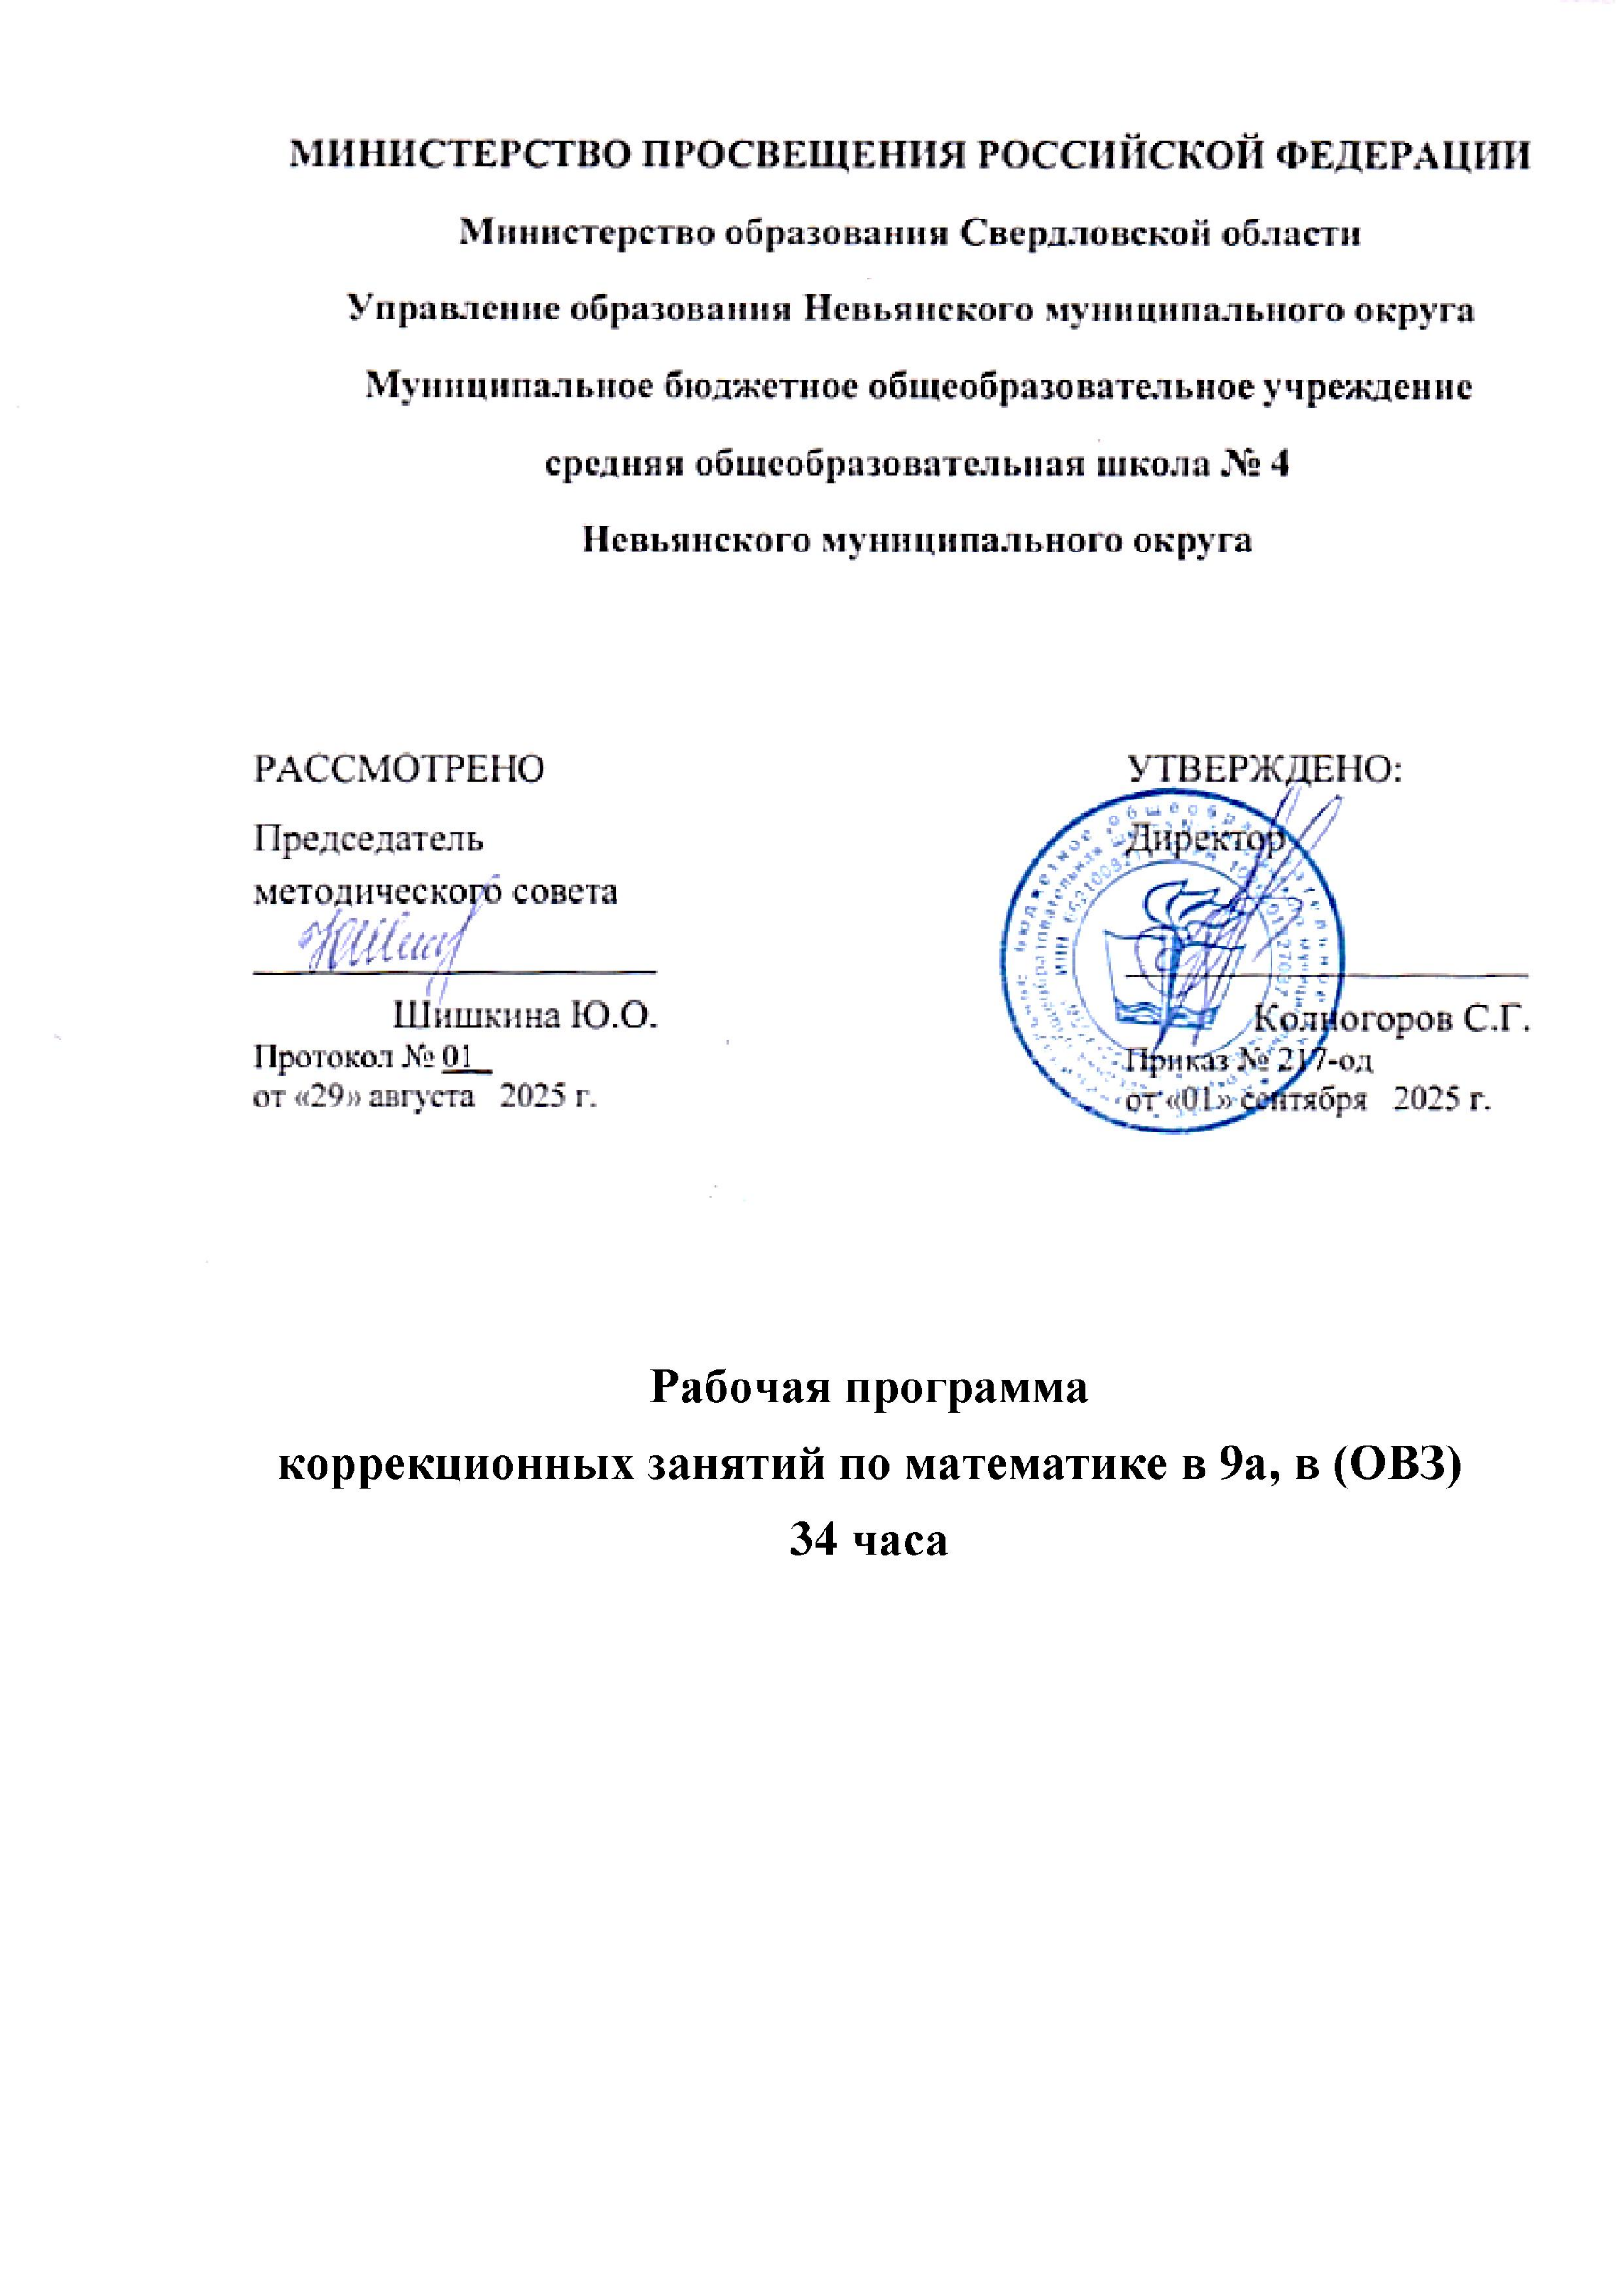 МИНИСТЕРСТВО ПРОСВЕЩЕНИЯ РОССИЙСКОЙ ФЕДЕРАЦИИ
Министерство образования Свердловской области
Управление образования Невьянского муниципального округа
Муниципальное бюджетное общеобразовательное учреждение
средняя общеобразовательная школа № 4
Невьянского муниципального округа
РАССМОТРЕНО
Председатель
методического совета
Шишкина Ю.О.
Протокол № 01
от «29» августа 2025 г.
УТВЕРЖДЕНО:
Директор
Колногоров С.Г.
Приказ № 217-од
от «01» сентября 2025 г.
Рабочая программа
коррекционных занятий по математике в 9а, в (ОВЗ)
34 часа